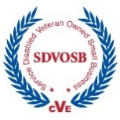 Service Disabled Veteran Owned Small Business
SDVOSB
CVE